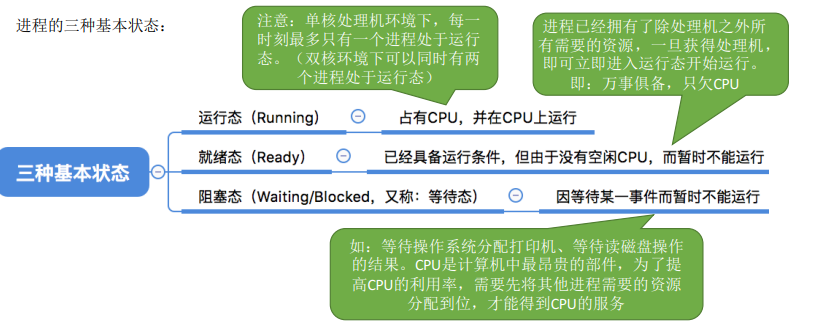 进程的三种基本状态：
注意：单核处理机环境下，每一
时刻最多只有一个进程处于运行
态。（双核环境下可以同时有两
个进程处于运行态）
进程已经拥有了除处理机之外所
有需要的资源，一旦获得处理机，
即可立即进入运行态开始运行。
即：万事俱备，只欠CPU
三种基本状态
运行态（Running） 占有CPU，并在CPU上运行
就绪态（Ready） 已经具备运行条件，但由于没有空闲CPU，而暂时不能运行
阻塞态（Waiting/Blocked，又称：等待态） 因等待某一事件而暂时不能运行
如：等待操作系统分配打印机、等待读磁盘操作
的结果。CPU是计算机中最昂贵的部件，为了提
高CPU的利用率，需要先将其他进程需要的资源
分配到位，才能得到CPU的服务